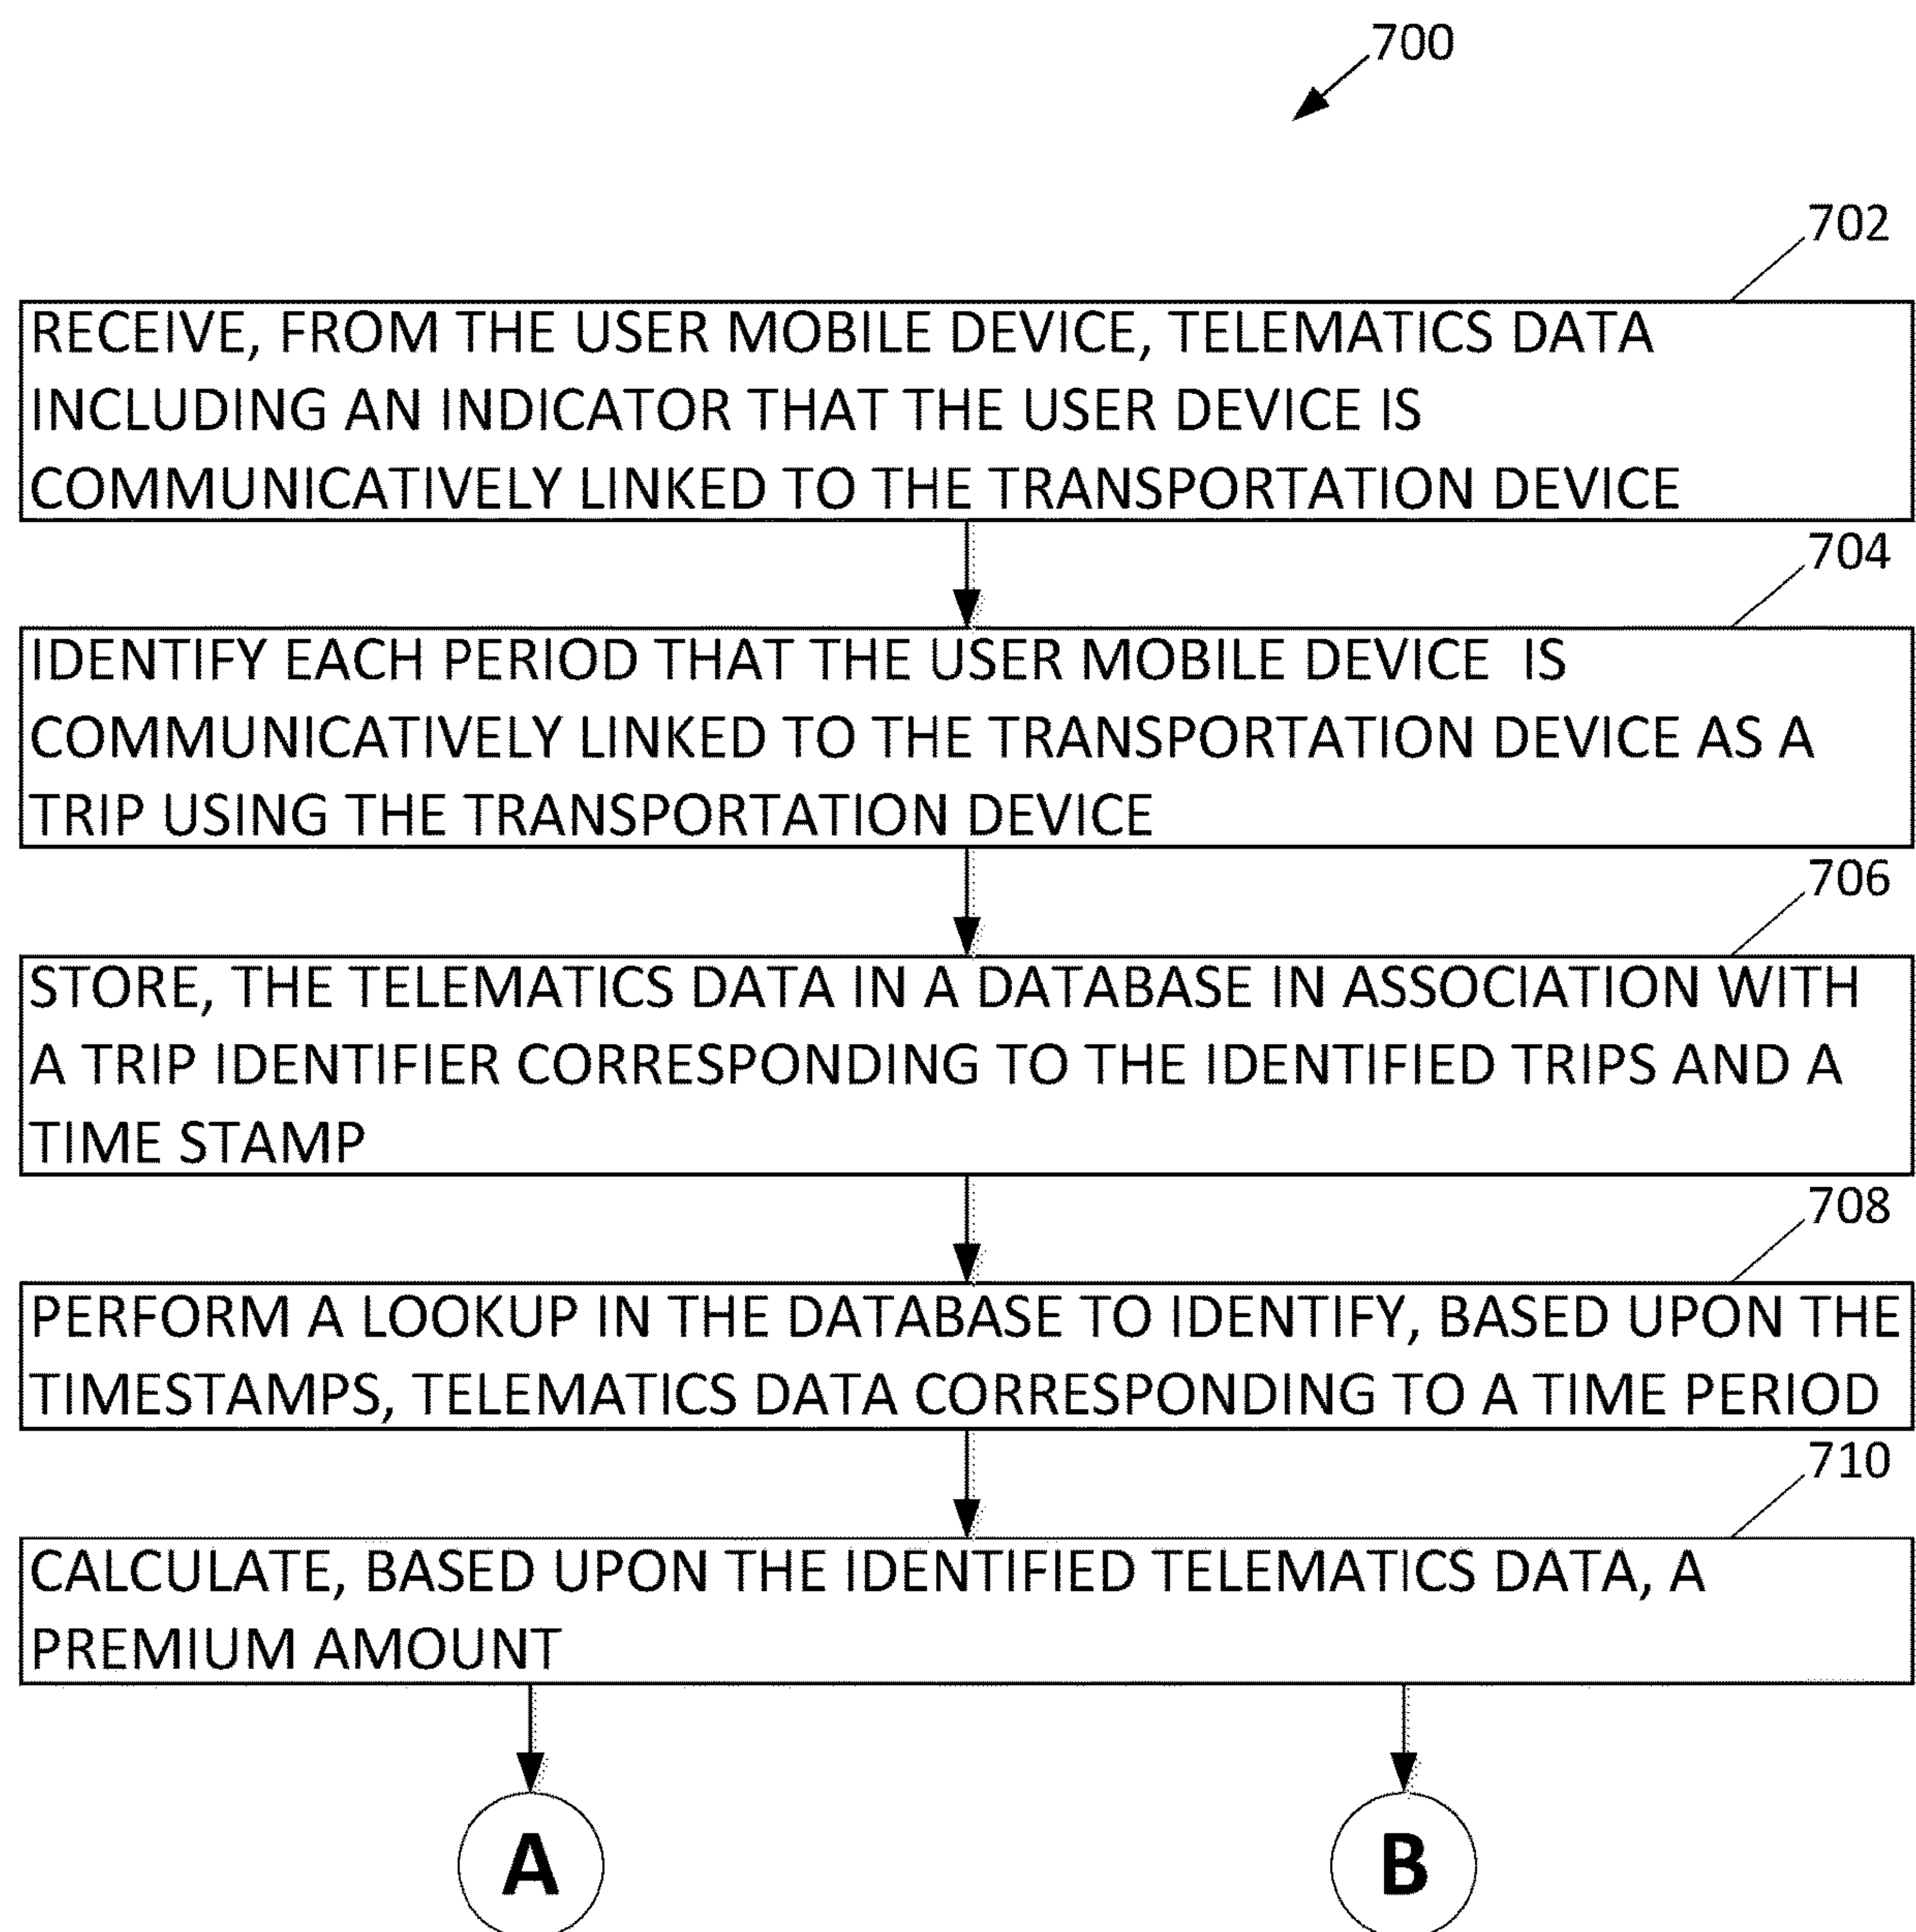 700
702
RECEIVE, FROM THE USER MOBILE DEVICE, TELEMATICS DATA
INCLUDING AN INDICATOR THAT THE USER DEVICE IS
COMMUNICATIVELY LINKED TO THE TRANSPORTATION DEVICE
704
IDENTIFY EACH PERIOD THAT THE USER MOBILE DEVICE IS
COMMUNICATIVELY LINKED TO THE TRANSPORTATION DEVICE AS A
TRIP USING THE TRANSPORTATION DEVICE
706
STORE, THE TELEMATICS DATA IN A DATABASE IN ASSOCIATION WITH
A TRIP IDENTIFIER CORRESPONDING TO THE IDENTIFIED TRIPS AND A
TIME STAMP
708
PERFORM A LOOKUP IN THE DATABASE TO IDENTIFY, BASED UPON THE
TIMESTAMPS, TELEMATICS DATA CORRESPONDING TO A TIME PERIOD
710
CALCULATE, BASED UPON THE IDENTIFIED TELEMATICS DATA, A
PREMIUM AMOUNT
A
B